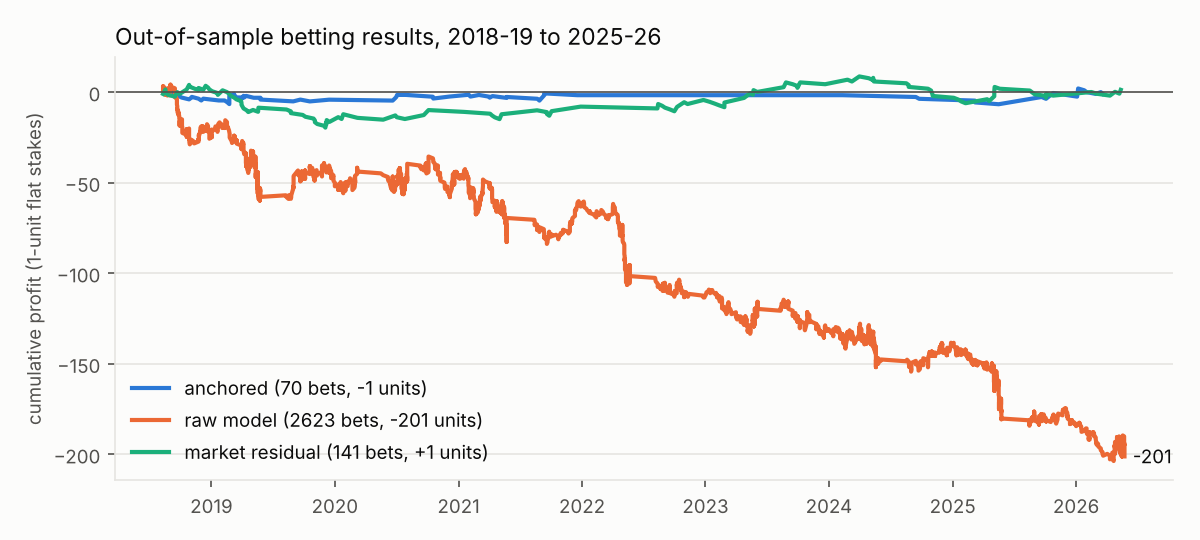 Out-of-sample betting results, 2018-19 to 2025-26
cumulative profit (1-unit flat stakes)
0
−50
−100
−150
−200
anchored (70 bets, -1 units)
raw model (2623 bets, -201 units)
market residual (141 bets, +1 units)
-201
2019 2020 2021 2022 2023 2024 2025 2026